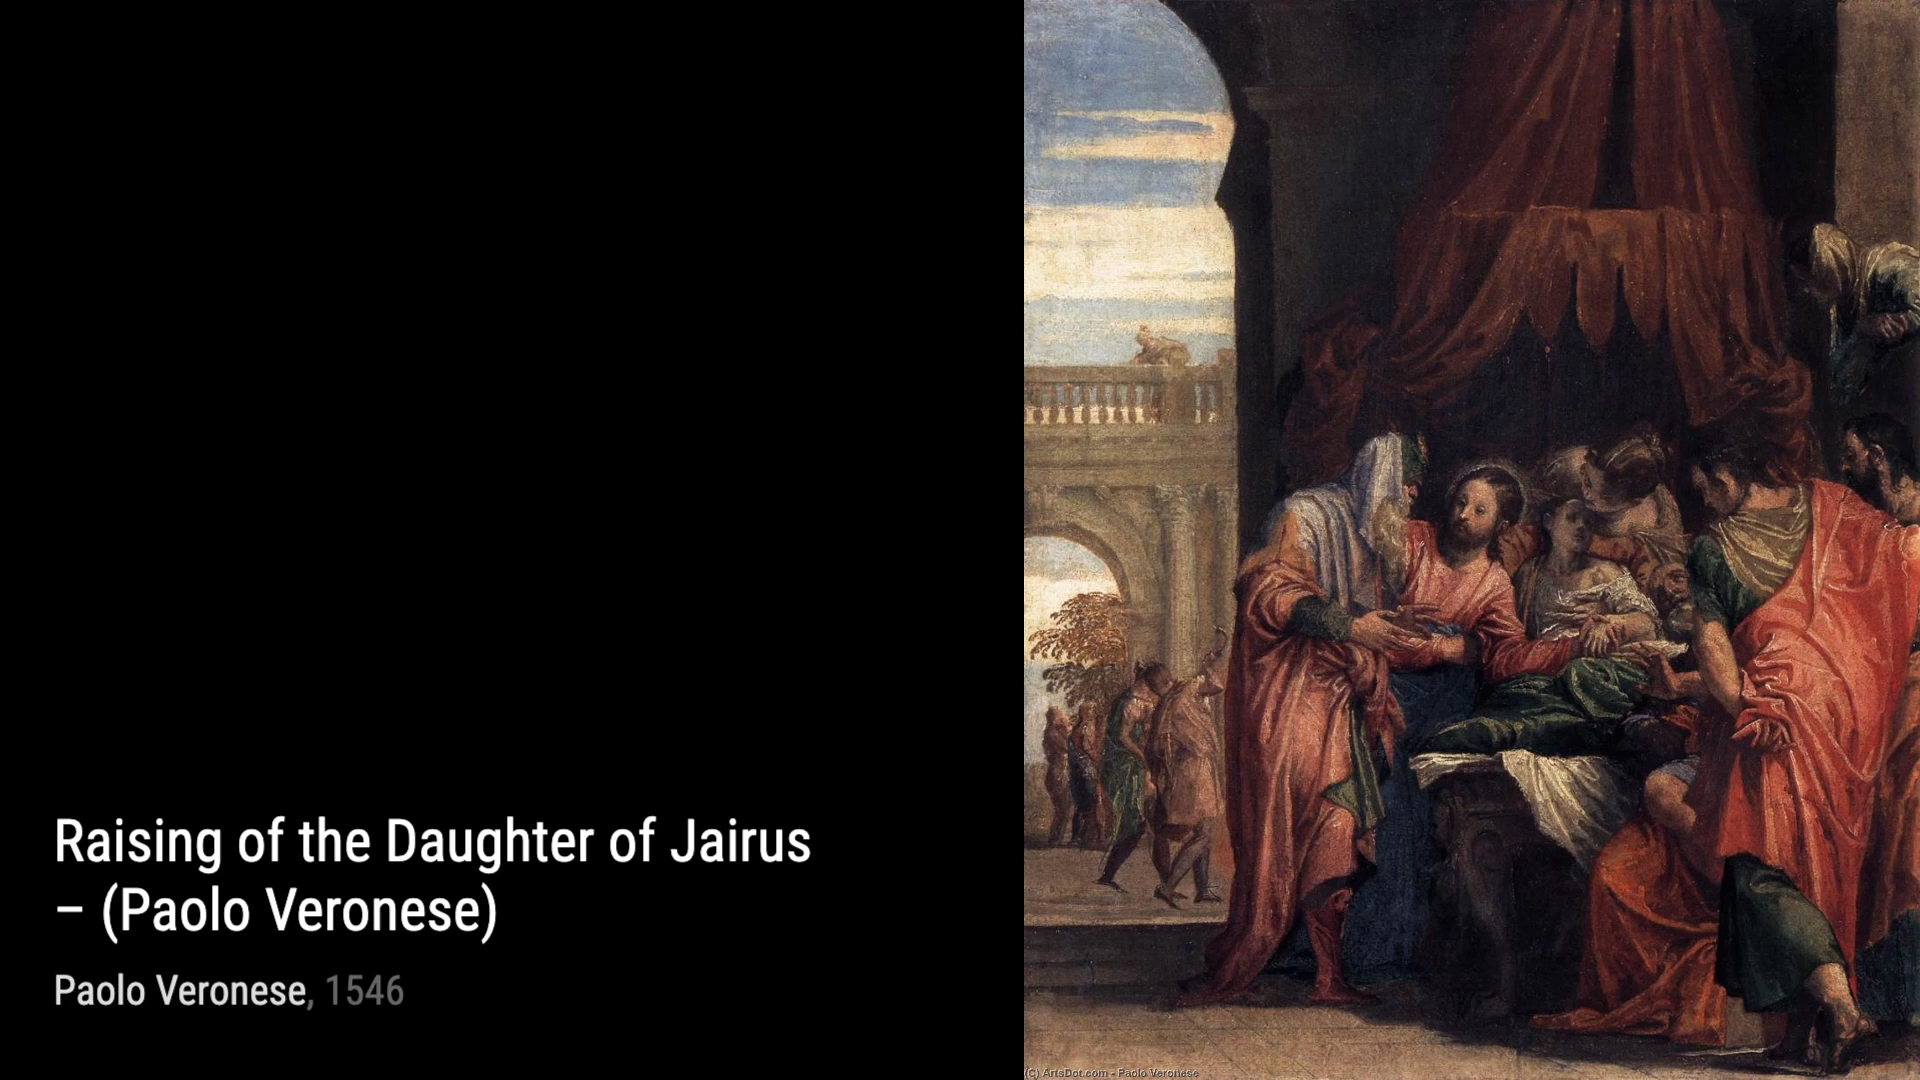 Raising of the Daughter of Jairus
– (Paolo Veronese)
Paolo Veronese, 1546
(C) ArtsDot.com - Paolo Veronese